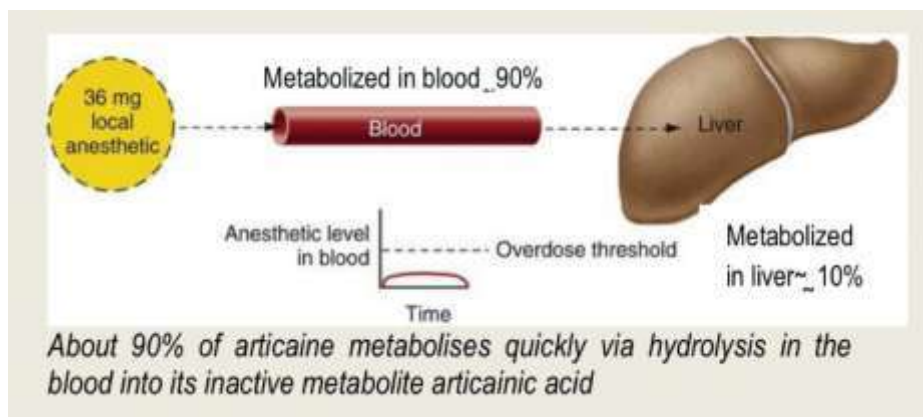 Metabolized in blood ~90%
36 mg
local
anesthetic
Blood
Liver
Anesthetic level
in blood
Overdose threshold
Time
Metabolized
in liver~ 10%
About 90% of articaine metabolises quickly via hydrolysis in the
blood into its inactive metabolite articainic acid